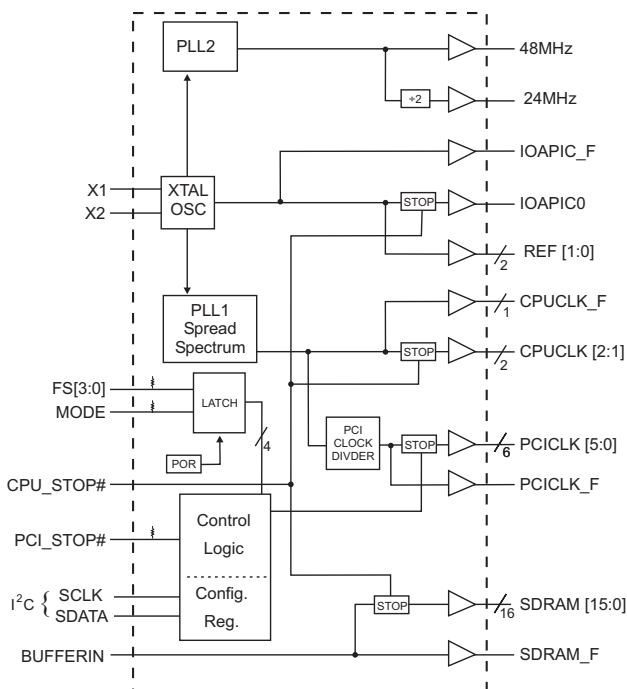 PLL2
48MHz
÷2
24MHz
IOAPIC_F
X1
X2
XTAL
OSC
STOP
IOAPIC0
REF [1:0]
2
PLL1
Spread
Spectrum
CPUCLK_F
1
STOP
CPUCLK [2:1]
2
FS[3:0]
MODE
LATCH
4
POR
PCI
CLOCK
DIVDER
STOP
PCICLK [5:0]
6
PCICLK_F
CPU_STOP#
PCI_STOP#
Control
Logic
Config.
Reg.
I²C { SCLK
SDATA
STOP
SDRAM [15:0]
16
BUFFERIN
SDRAM_F